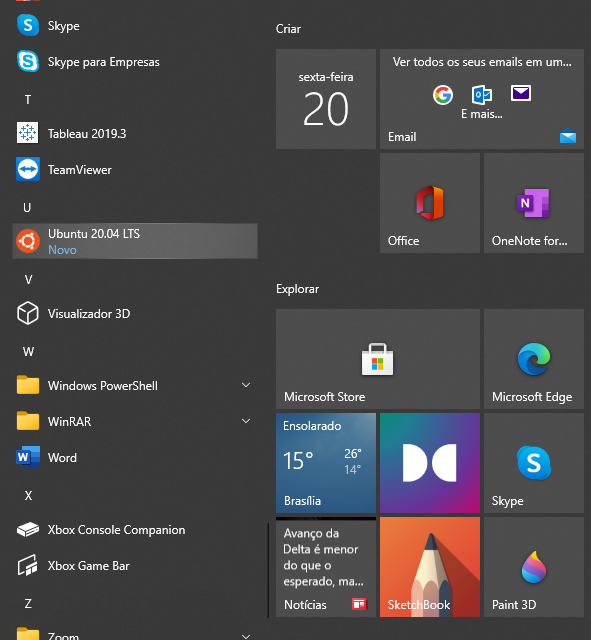 Skype
Skype para Empresas
T
Tableau 2019.3
TeamViewer
U
Ubuntu 20.04 LTS
Novo
V
Visualizador 3D
W
Windows PowerShell
WinRAR
Word
X
Xbox Console Companion
Xbox Game Bar
Z
Zoom
Criar
sexta-feira
20
Ver todos os seus emails em um...
E mais...
Email
Office
OneNote for...
Explorar
Microsoft Store
Microsoft Edge
Ensolarado
15°
26°
14°
Brasília
Skype
Avanço da
Delta é menor
do que o
esperado, ma...
Notícias
SketchBook
Paint 3D